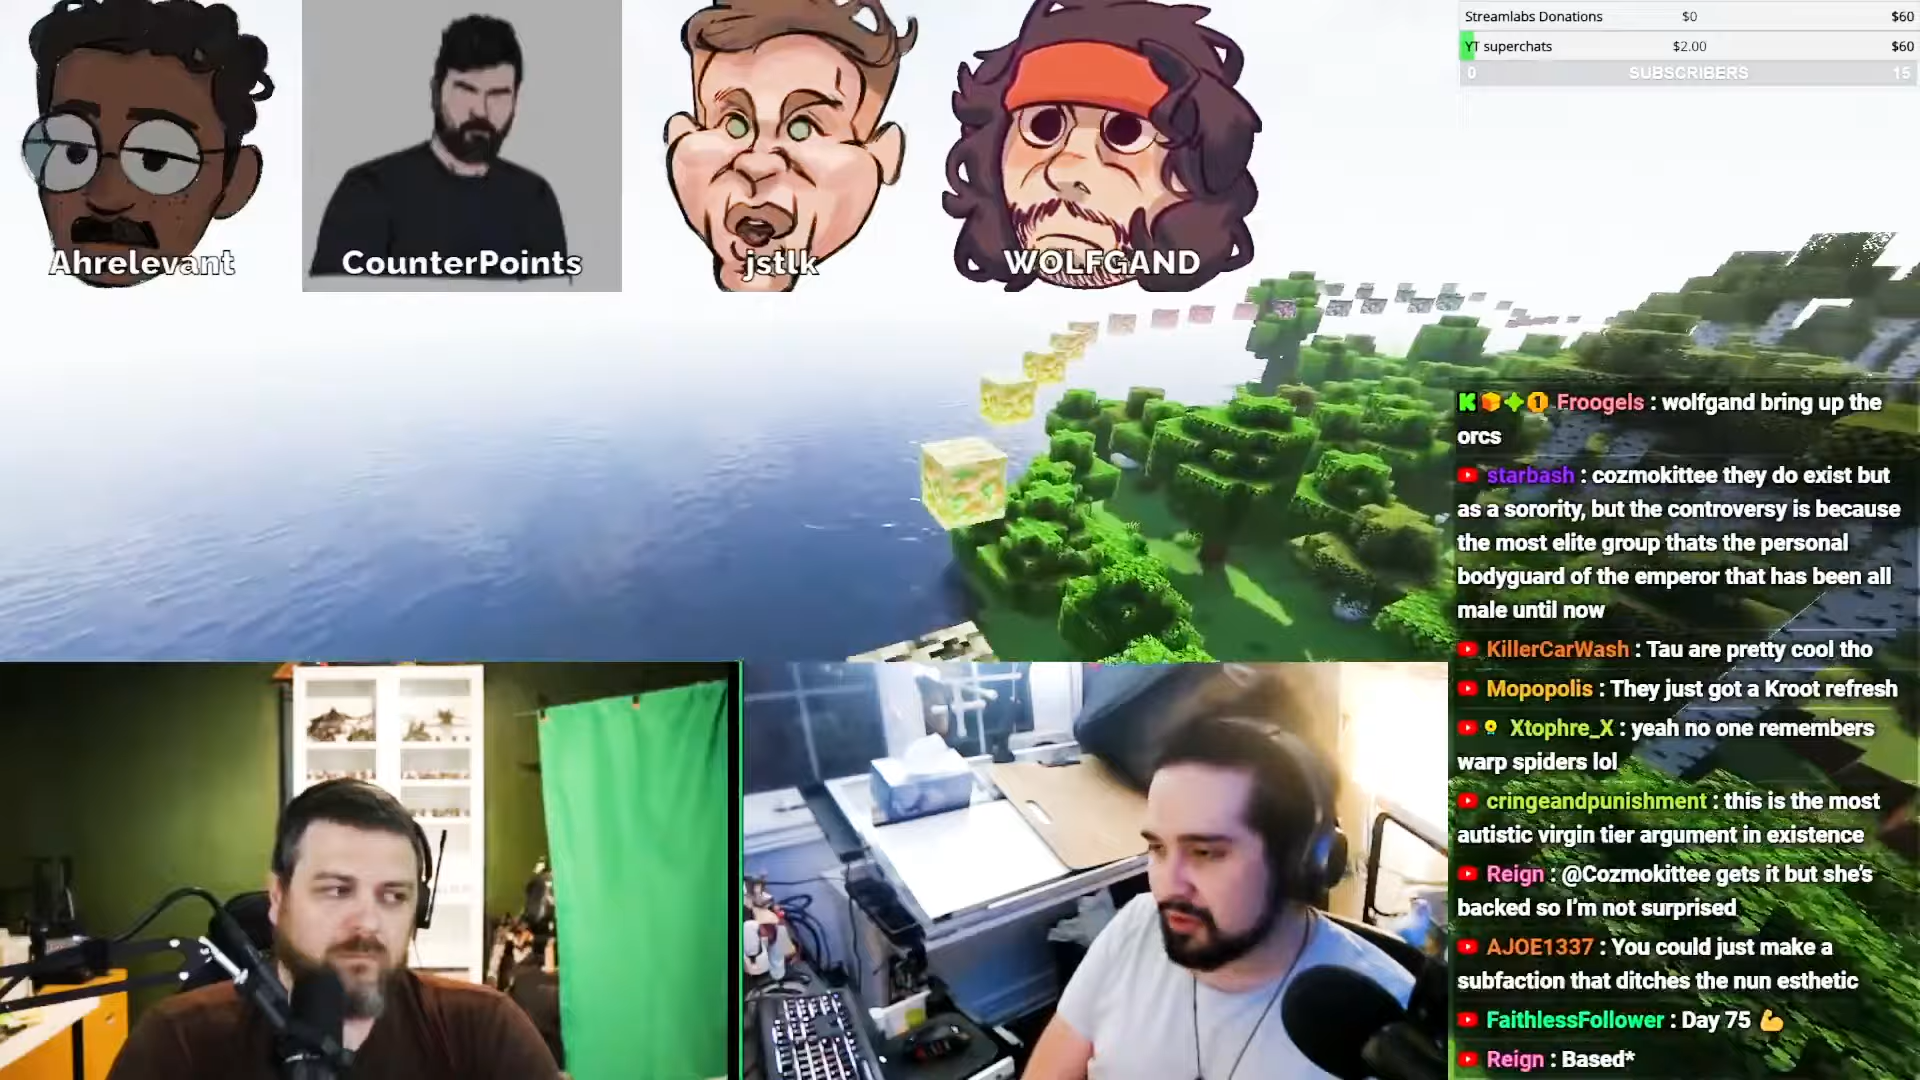 Ahrelevant
CounterPoints
jstlk
WOLFGAND
Streamlabs Donations $0 $60
YT superchats $2.00 $60
0 SUBSCRIBERS 15
Froogels : wolfgand bring up the
orcs
starbash : cozmokittee they do exist but
as a sorority, but the controversy is because
the most elite group thats the personal
bodyguard of the emperor that has been all
male until now
KillerCarWash : Tau are pretty cool tho
Mopopolis : They just got a Kroot refresh
Xtophre_X : yeah no one remembers
warp spiders lol
cringeandpunishment : this is the most
autistic virgin tier argument in existence
Reign : @Cozmokittee gets it but she's
backed so I'm not surprised
AJOE1337 : You could just make a
subfaction that ditches the nun esthetic
FaithlessFollower : Day 75 💪
Reign : Based*